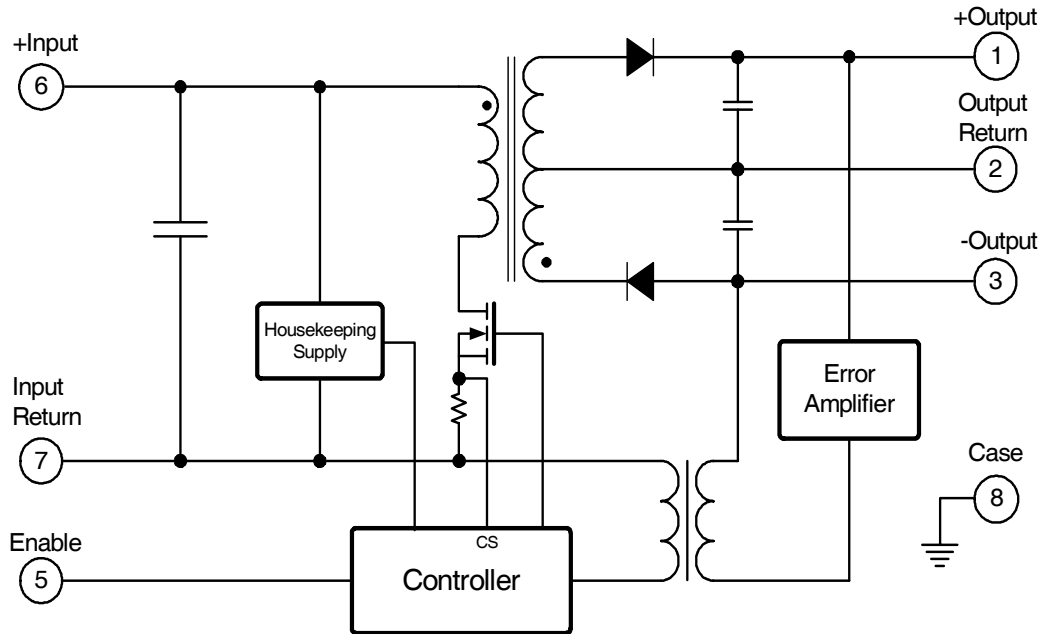 +Input
6
+Output
1
Output
Return
2
-Output
3
Housekeeping
Supply
Error
Amplifier
Input
Return
7
Case
8
Enable
5
CS
Controller